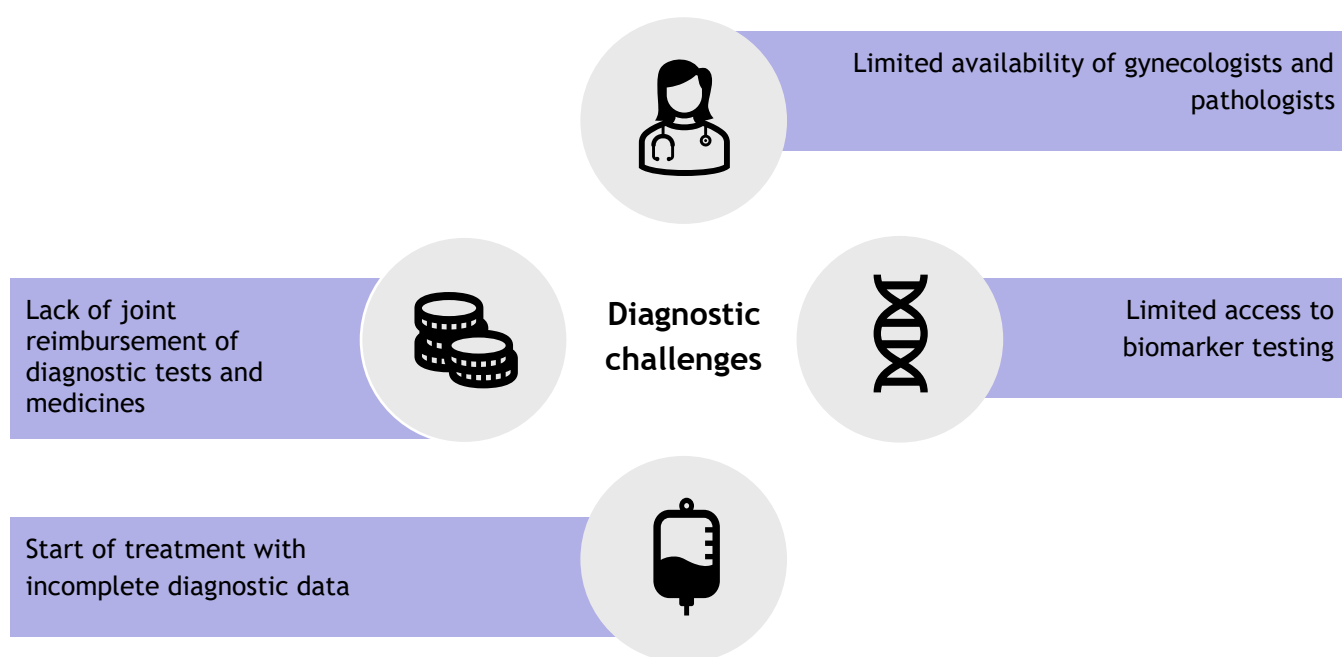 Limited availability of gynecologists and
pathologists
Lack of joint
reimbursement of
diagnostic tests and
medicines
Diagnostic
challenges
Limited access to
biomarker testing
Start of treatment with
incomplete diagnostic data